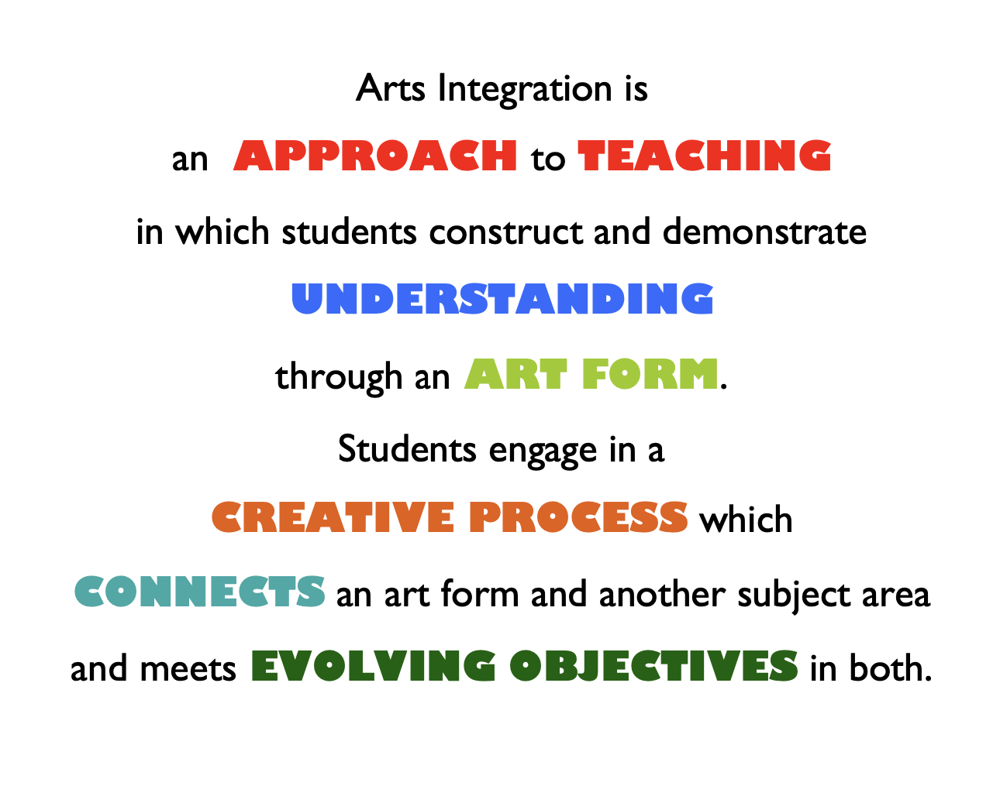 Arts Integration is
an APPROACH to TEACHING
in which students construct and demonstrate
UNDERSTANDING
through an ART FORM.
Students engage in a
CREATIVE PROCESS which
CONNECTS an art form and another subject area
and meets EVOLVING OBJECTIVES in both.